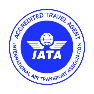 ACCREDITED TRAVEL AGENT
IATA
INTERNATIONAL AIR TRANSPORT ASSOCIATION